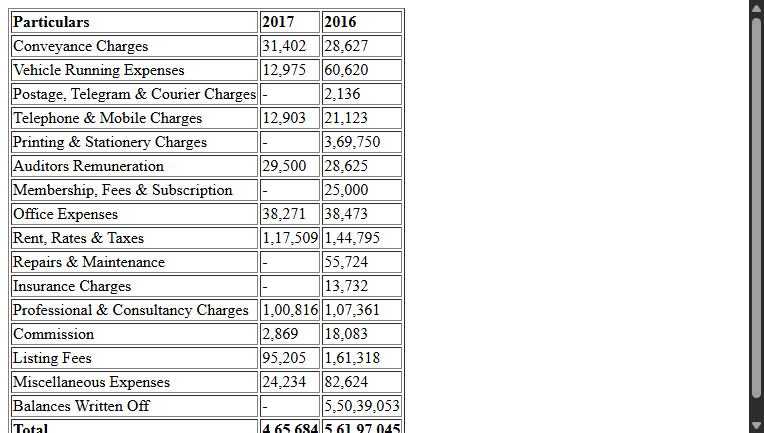 Particulars 2017 2016
Conveyance Charges 31,402 28,627
Vehicle Running Expenses 12,975 60,620
Postage, Telegram & Courier Charges - 2,136
Telephone & Mobile Charges 12,903 21,123
Printing & Stationery Charges - 3,69,750
Auditors Remuneration 29,500 28,625
Membership, Fees & Subscription - 25,000
Office Expenses 38,271 38,473
Rent, Rates & Taxes 1,17,509 1,44,795
Repairs & Maintenance - 55,724
Insurance Charges - 13,732
Professional & Consultancy Charges 1,00,816 1,07,361
Commission 2,869 18,083
Listing Fees 95,205 1,61,318
Miscellaneous Expenses 24,234 82,624
Balances Written Off - 5,50,39,053
Total 4,65,684 5,61,97,045